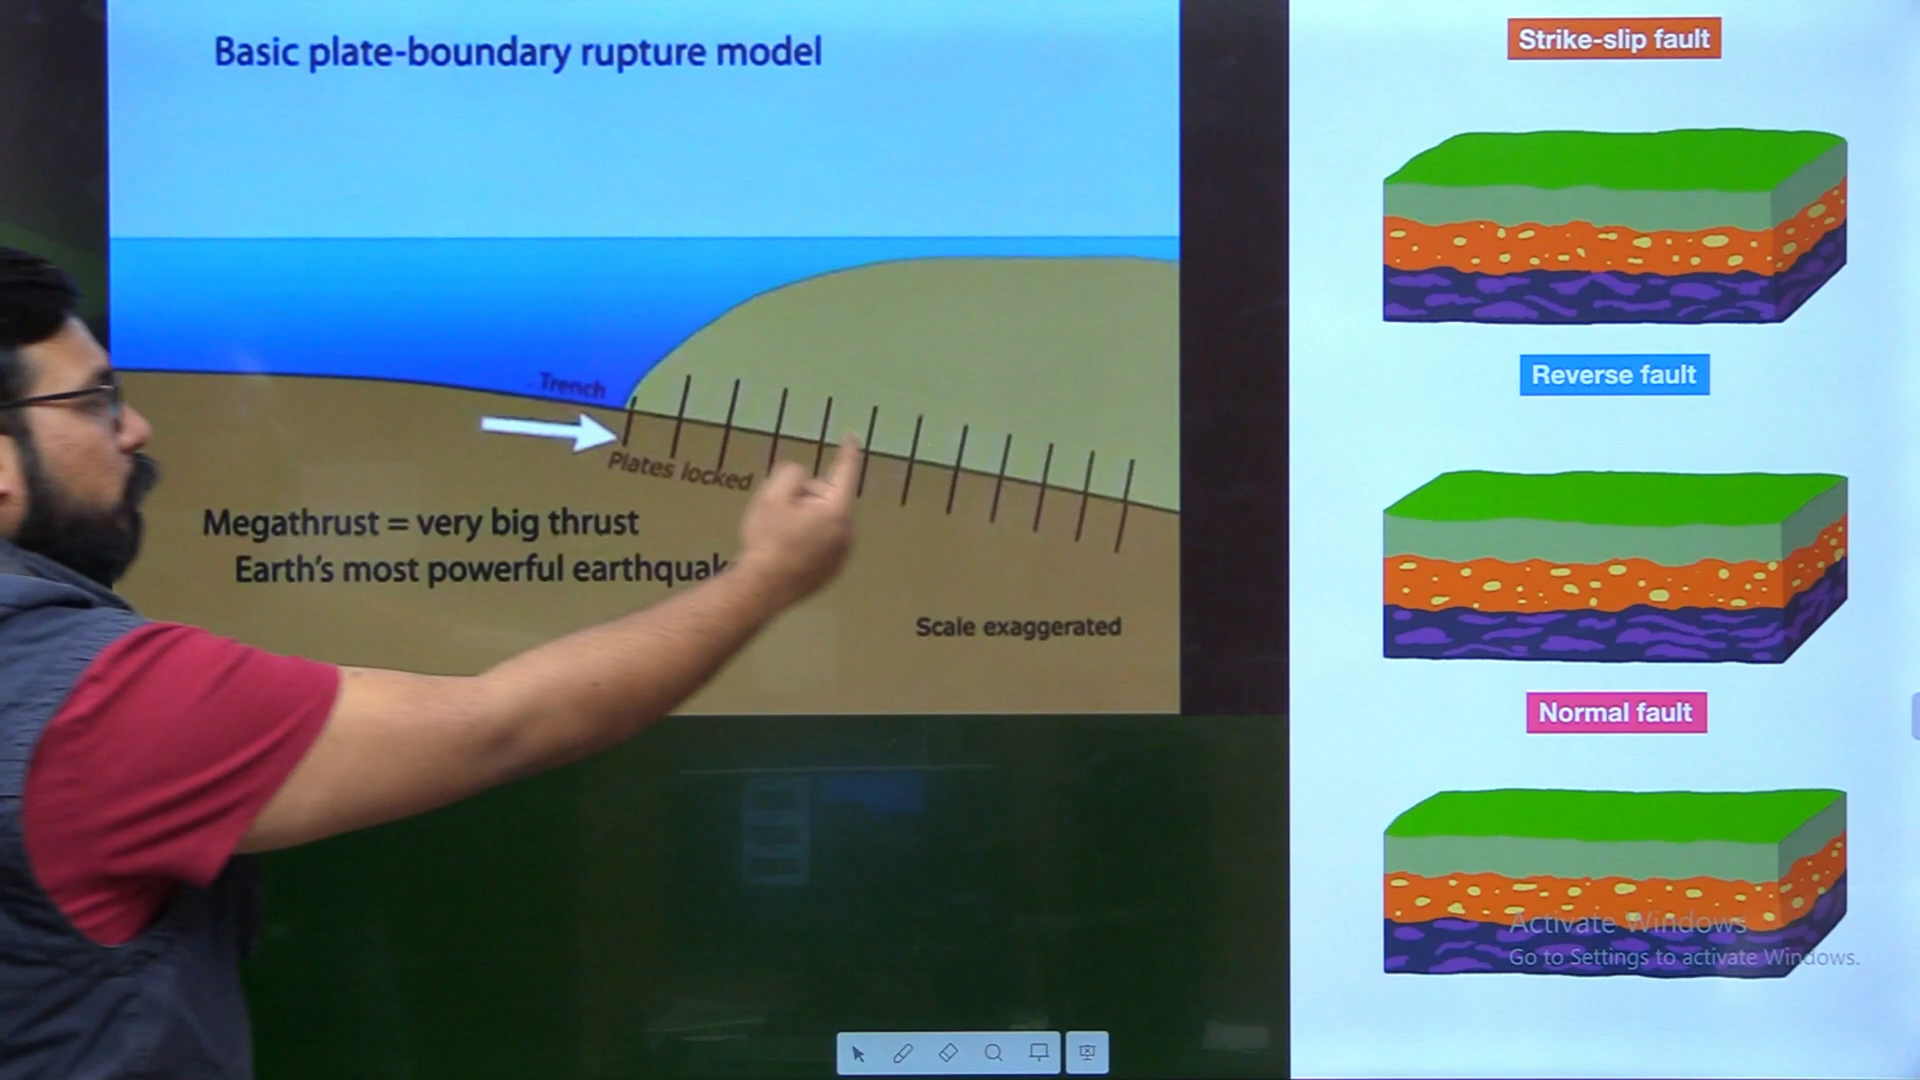 Basic plate-boundary rupture model
Trench
Plates locked
Megathrust = very big thrust
Earth's most powerful
Scale exaggerated
Strike-slip fault
Reverse fault
Normal fault
Activate Windows
Go to Settings to activate Windows.